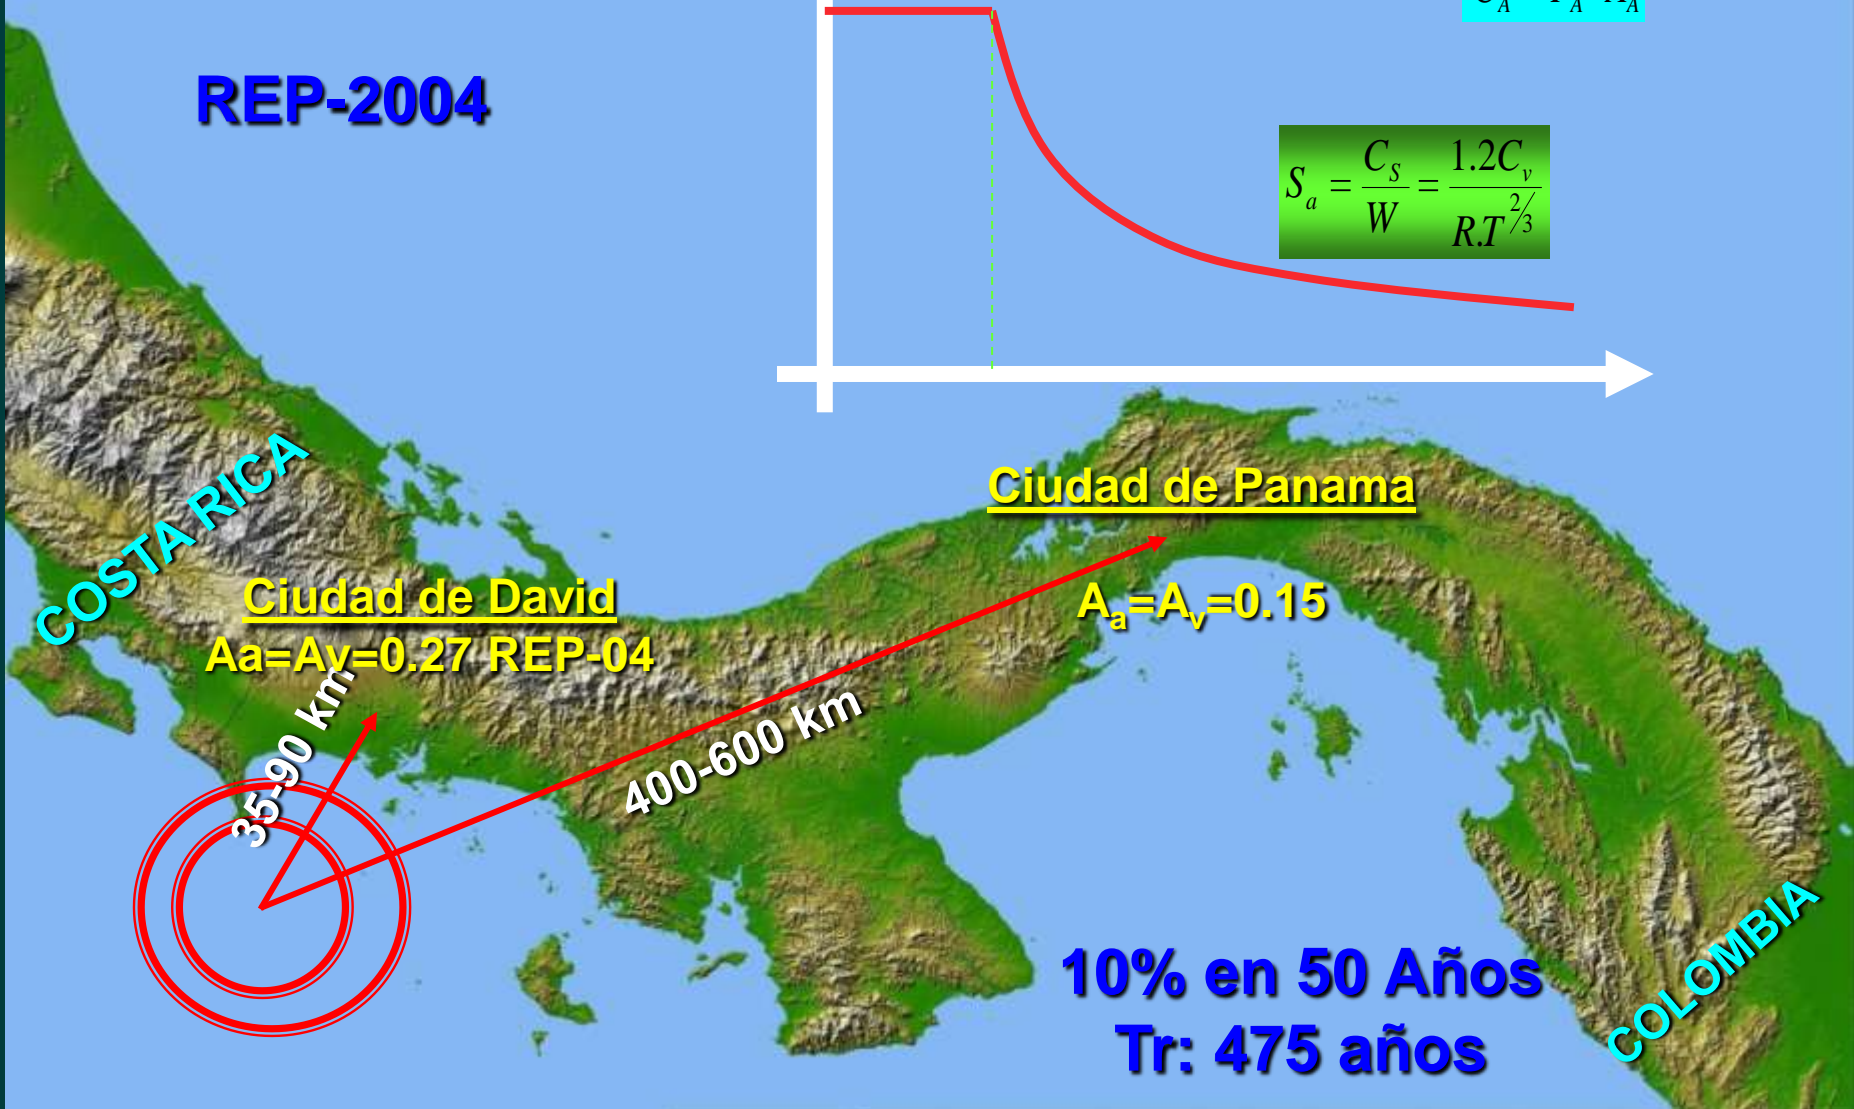 REP-2004
S_a = C_S / W = 1.2C_v / R.T^2/3
COSTA RICA
Ciudad de Panama
Ciudad de David
A_a=A_v=0.15
Aa=Av=0.27 REP-04
35-90 km
400-600 km
10% en 50 Años
Tr: 475 años
COLOMBIA